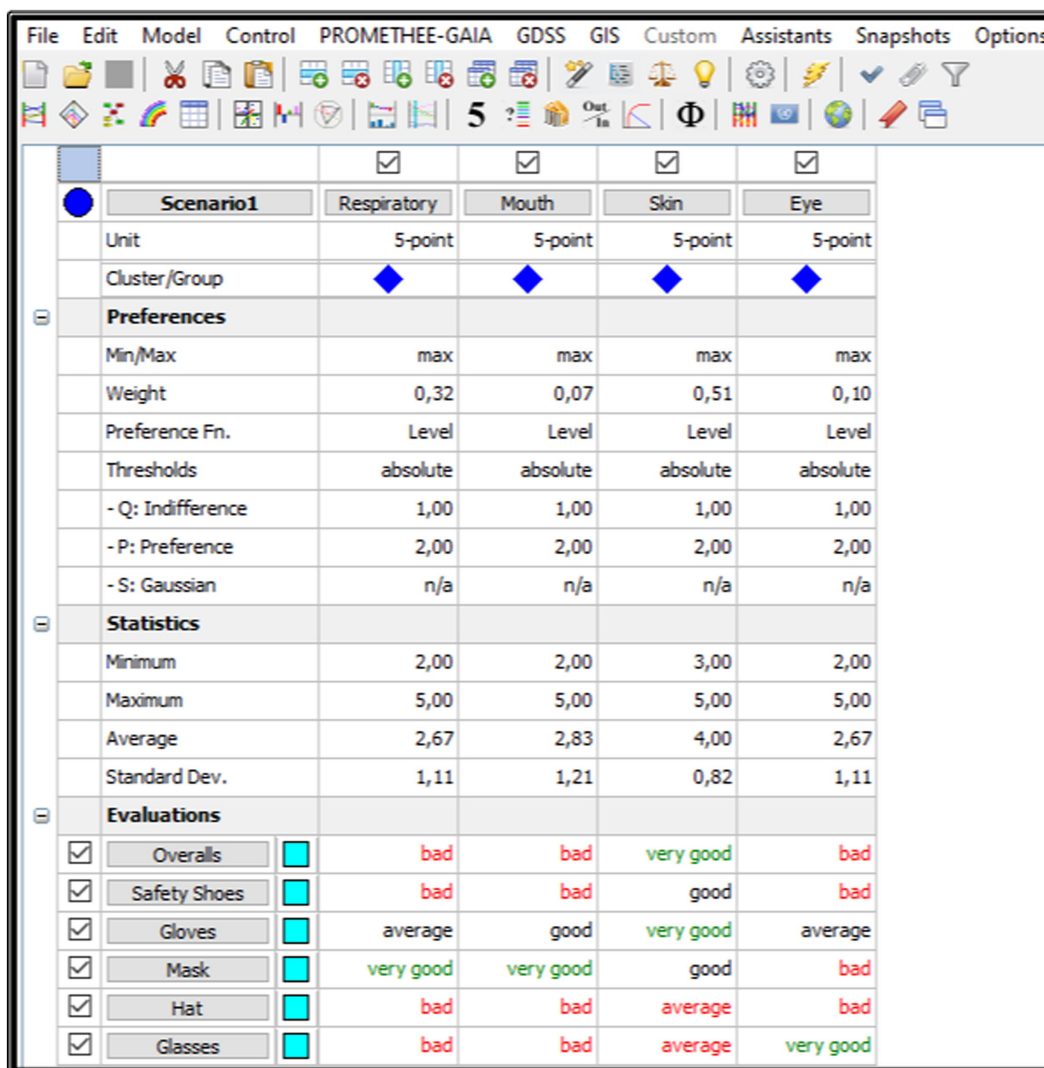 File Edit Model Control PROMETHEE-GAIA GDSS GIS Custom Assistants Snapshots Options
5 ? Out In Φ
Scenario1 Respiratory Mouth Skin Eye
Unit 5-point 5-point 5-point 5-point
Cluster/Group
Preferences
Min/Max max max max max
Weight 0,32 0,07 0,51 0,10
Preference Fn. Level Level Level Level
Thresholds absolute absolute absolute absolute
- Q: Indifference 1,00 1,00 1,00 1,00
- P: Preference 2,00 2,00 2,00 2,00
- S: Gaussian n/a n/a n/a n/a
Statistics
Minimum 2,00 2,00 3,00 2,00
Maximum 5,00 5,00 5,00 5,00
Average 2,67 2,83 4,00 2,67
Standard Dev. 1,11 1,21 0,82 1,11
Evaluations
Overalls bad bad very good bad
Safety Shoes bad bad good bad
Gloves average good very good average
Mask very good very good good bad
Hat bad bad average bad
Glasses bad bad average very good